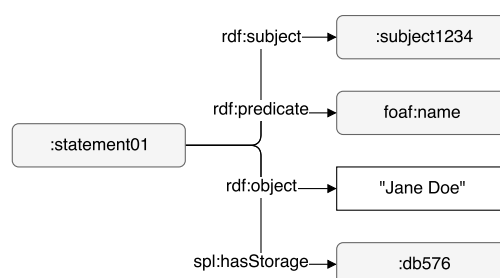 rdf:subject
:subject1234
rdf:predicate
foaf:name
:statement01
rdf:object
"Jane Doe"
spl:hasStorage
:db576